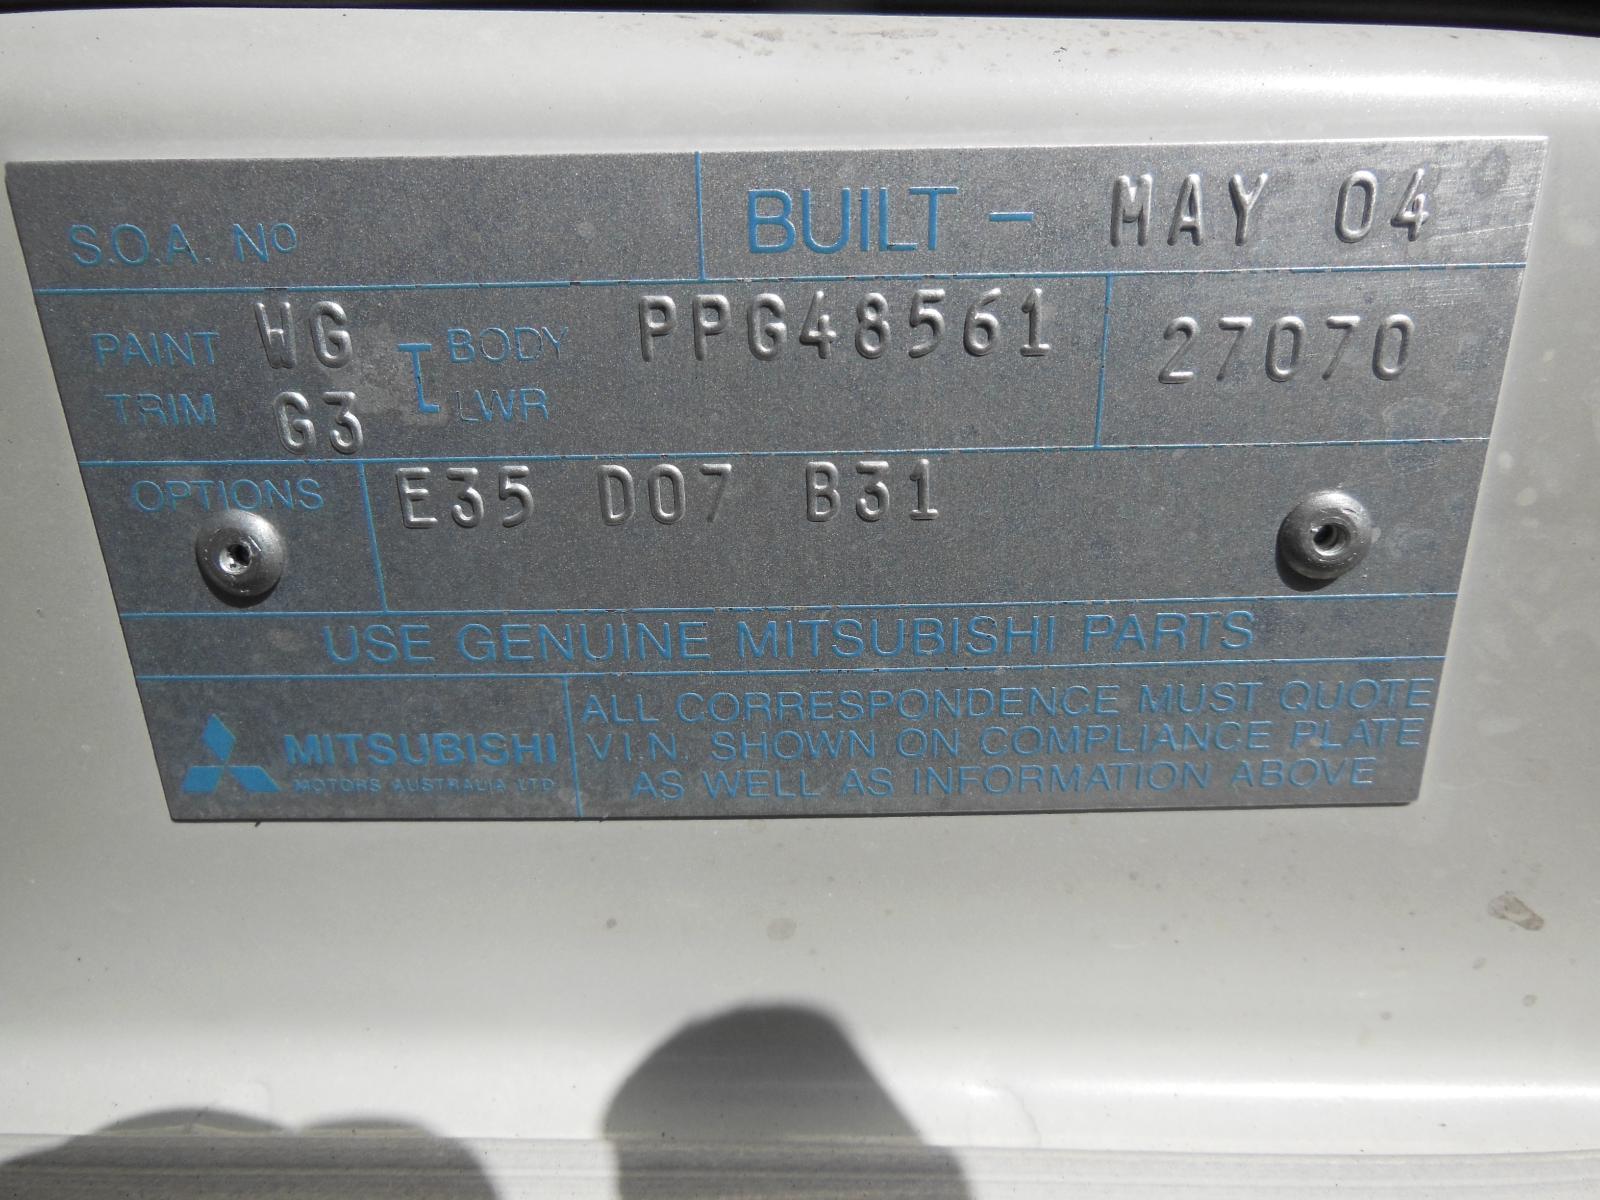 S.O.A. No
BUILT - MAY 04
PAINT WG BODY PPG48561 27070
TRIM G3 LWR
OPTIONS E35 D07 B31
USE GENUINE MITSUBISHI PARTS
MITSUBISHI
MOTORS AUSTRALIA LTD
ALL CORRESPONDENCE MUST QUOTE
V.I.N. SHOWN ON COMPLIANCE PLATE
AS WELL AS INFORMATION ABOVE